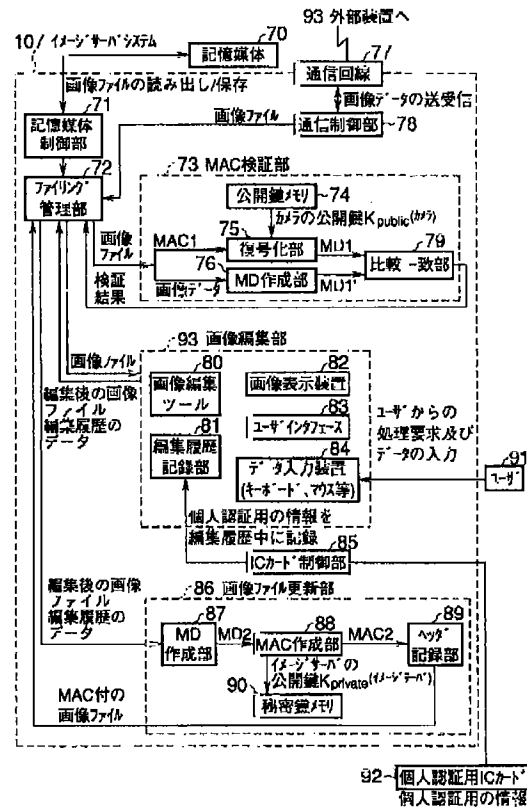 93 外部装置へ
10 イメージサーバシステム
70
記憶媒体
77
通信回線
画像ファイルの読み出し/保存
画像データの送受信
画像ファイル
71
記憶媒体
制御部
通信制御部
78
72
ファイリング
管理部
73 MAC検証部
公開鍵メモリ
74
カメラの公開鍵Kpublic(カメラ)
画像
ファイル
MAC1
75
復号化部
MD1
79
比較一致部
76
画像データ
MD作成部
MD1'
検証
結果
93 画像編集部
画像ファイル
80
画像編集
ツール
82
画像表示装置
編集後の画像
ファイル
編集履歴の
データ
81
編集履歴
記録部
83
ユーザインタフェース
84
データ入力装置
(キーボード、マウス等)
ユーザからの
処理要求及び
データの入力
91
ユーザ
個人認証用の情報を
編集履歴中に記録
85
ICカード制御部
86 画像ファイル更新部
編集後の画像
ファイル
編集履歴の
データ
87
MD
作成部
MD2
88
MAC作成部
MAC2
89
ヘッダ
記録部
イメージサーバの
公開鍵Kprivate(イメージサーバ)
90
秘密鍵メモリ
MAC付の
画像ファイル
92
個人認証用ICカード
個人認証用の情報